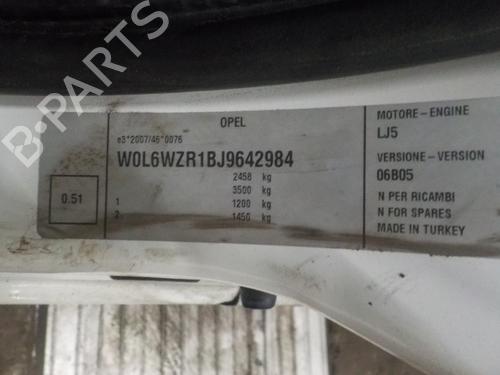 OPEL
e3*2007/46*0076
W0L6WZR1BJ9642984
2458 kg
3500 kg
1 1200 kg
2 1450 kg
0.51
MOTORE - ENGINE
LJ5
VERSIONE - VERSION
06B05
N PER RICAMBI
N FOR SPARES
MADE IN TURKEY
B-PARTS